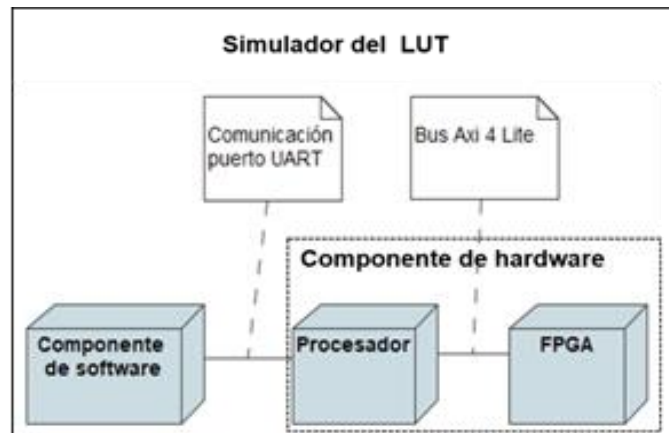 Simulador del LUT
Comunicación
puerto UART
Bus Axi 4 Lite
Componente de hardware
Componente
de software
Procesador
FPGA